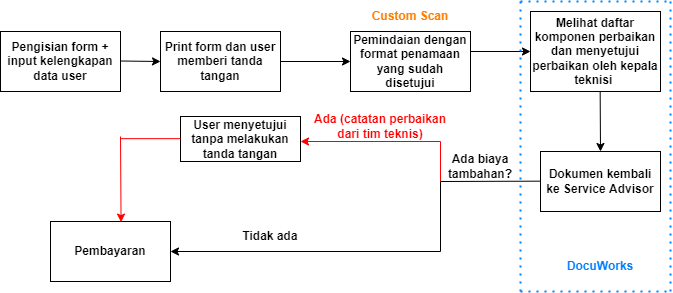 Custom Scan
Pengisian form +
input kelengkapan
data user
Print form dan user
memberi tanda
tangan
Pemindaian dengan
format penamaan
yang sudah
disetujui
Melihat daftar
komponen perbaikan
dan menyetujui
perbaikan oleh kepala
teknisi
User menyetujui
tanpa melakukan
tanda tangan
Ada (catatan perbaikan
dari tim teknis)
Ada biaya
tambahan?
Dokumen kembali
ke Service Advisor
Pembayaran
Tidak ada
DocuWorks